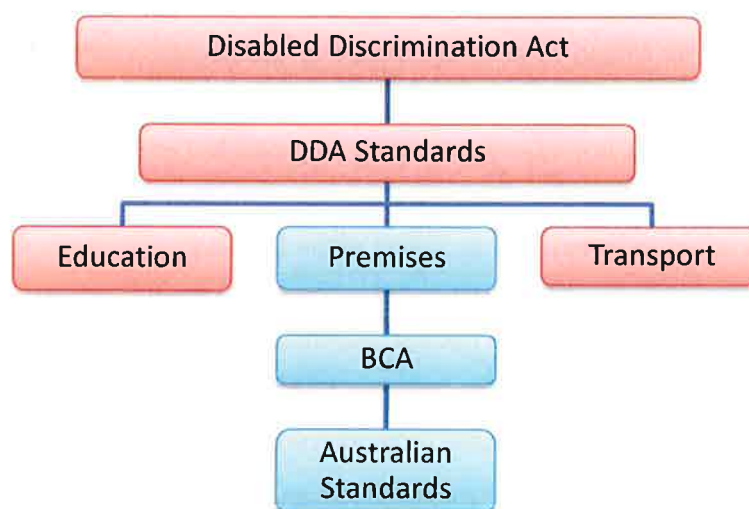 Disabled Discrimination Act
DDA Standards
Education
Premises
Transport
BCA
Australian
Standards